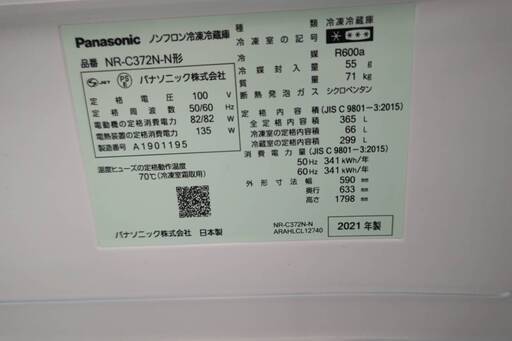 Panasonic ノンフロン冷凍冷蔵庫
品番 NR-C372N-N形
JET PSE パナソニック株式会社
定格電圧 100 V
定格周波数 50/60 Hz
電動機の定格消費電力 82/82 W
電熱装置の定格消費電力 135 W
製造番号 A1901195
温度ヒューズの定格動作温度
70℃(冷凍室霜取用)
パナソニック株式会社 日本製
種類 冷凍冷蔵庫
冷凍室の記号
冷媒 R600a
冷媒封入量 55 g
質量 71 kg
断熱発泡ガス シクロペンタン
定格内容積 (JIS C 9801-3:2015)
全定格内容積 365 L
冷凍室の定格内容積 66 L
冷蔵室の定格内容積 299 L
消費電力量 (JIS C 9801-3:2015)
50Hz 341 kWh/年
60Hz 341 kWh/年
外形寸法 幅 590 mm
奥行 633 mm
高さ 1798 mm
NR-C372N-N
ARAHLCL12740
2021年製